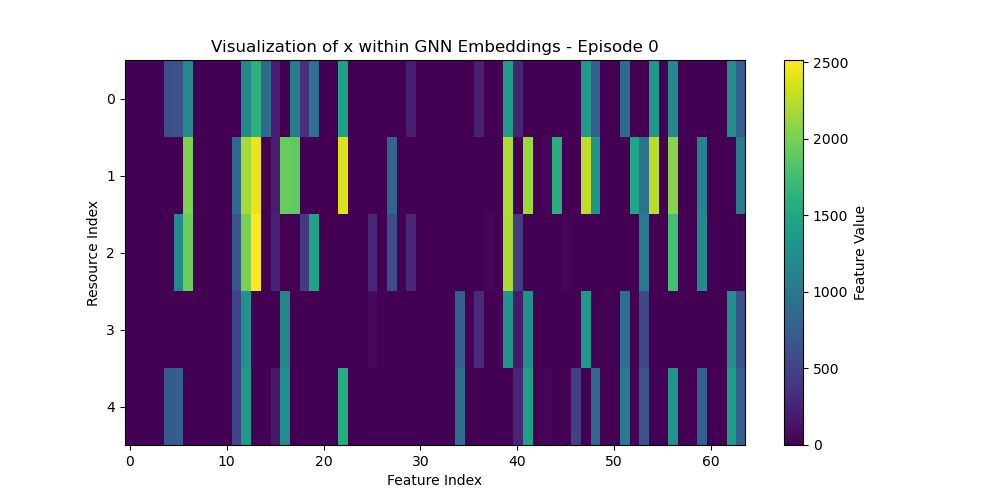 Visualization of x within GNN Embeddings - Episode 0
Resource Index
0
1
2
3
4
0 10 20 30 40 50 60
Feature Index
2500
2000
1500
1000
500
0
Feature Value